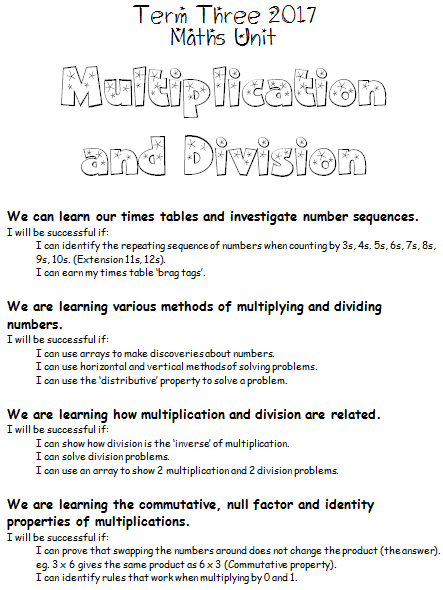 Term Three 2017
Maths Unit
Multiplication
and Division
We can learn our times tables and investigate number sequences.
I will be successful if:
I can identify the repeating sequence of numbers when counting by 3s, 4s. 5s, 6s, 7s, 8s,
9s, 10s. (Extension 11s, 12s).
I can earn my times table ‘brag tags’.
We are learning various methods of multiplying and dividing
numbers.
I will be successful if:
I can use arrays to make discoveries about numbers.
I can use horizontal and vertical methods of solving problems.
I can use the ‘distributive’ property to solve a problem.
We are learning how multiplication and division are related.
I will be successful if:
I can show how division is the ‘inverse’ of multiplication.
I can solve division problems.
I can use an array to show 2 multiplication and 2 division problems.
We are learning the commutative, null factor and identity
properties of multiplications.
I will be successful if:
I can prove that swapping the numbers around does not change the product (the answer).
eg. 3 x 6 gives the same product as 6 x 3 (Commutative property).
I can identify rules that work when multiplying by 0 and 1.